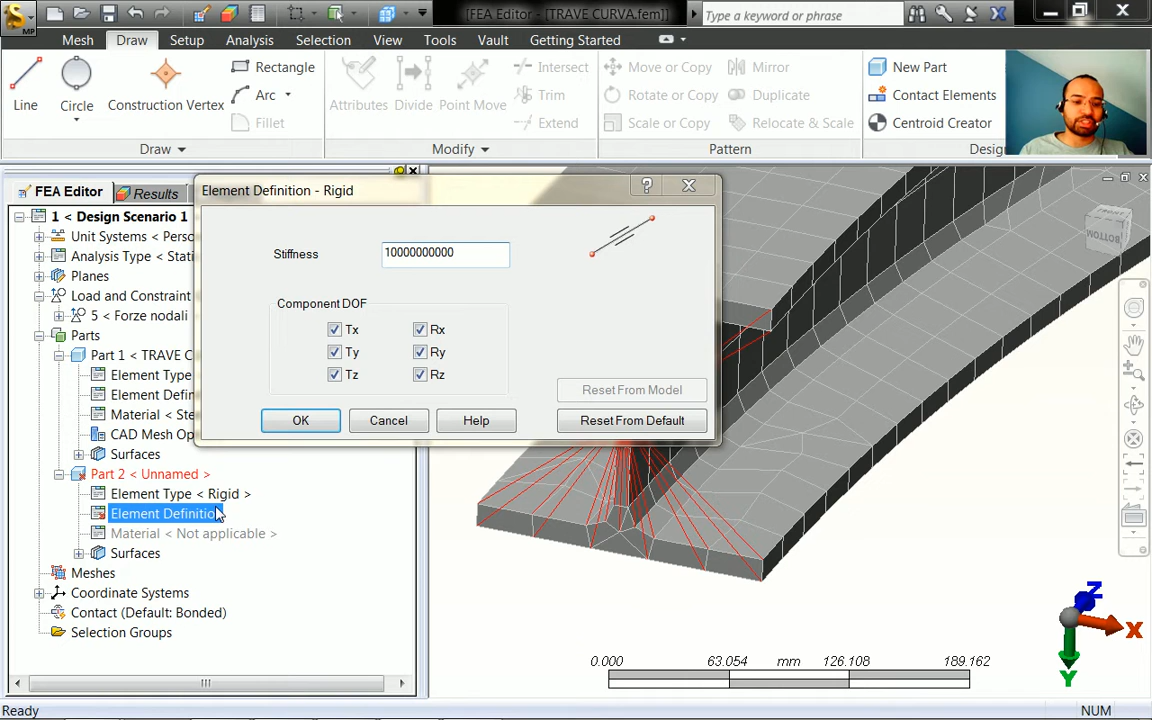 [FEA Editor - [TRAVE CURVA.fem]]
Type a keyword or phrase
MP
Mesh Draw Setup Analysis Selection View Tools Vault Getting Started
Line
Circle
Construction Vertex
Rectangle
Arc
Fillet
Draw
Attributes
Divide
Point Move
Intersect
Trim
Extend
Modify
Move or Copy
Rotate or Copy
Scale or Copy
Mirror
Duplicate
Relocate & Scale
Pattern
New Part
Contact Elements
Centroid Creator
Desig
FEA Editor Results
1 < Design Scenario 1
Unit Systems < Perso
Analysis Type < Stati
Planes
Load and Constraint
5 < Forze nodali
Parts
Part 1 < TRAVE C
Element Type
Element Defin
Material < Ste
CAD Mesh Op
Surfaces
Part 2 < Unnamed >
Element Type < Rigid >
Element Definitio
Material < Not applicable >
Surfaces
Meshes
Coordinate Systems
Contact (Default: Bonded)
Selection Groups
Element Definition - Rigid
Stiffness 10000000000
Component DOF
Tx Rx
Ty Ry
Tz Rz
Reset From Model
OK Cancel Help Reset From Default
FRONT
BOTTOM
0.000 63.054 mm 126.108 189.162
Z
X
Y
Ready
NUM